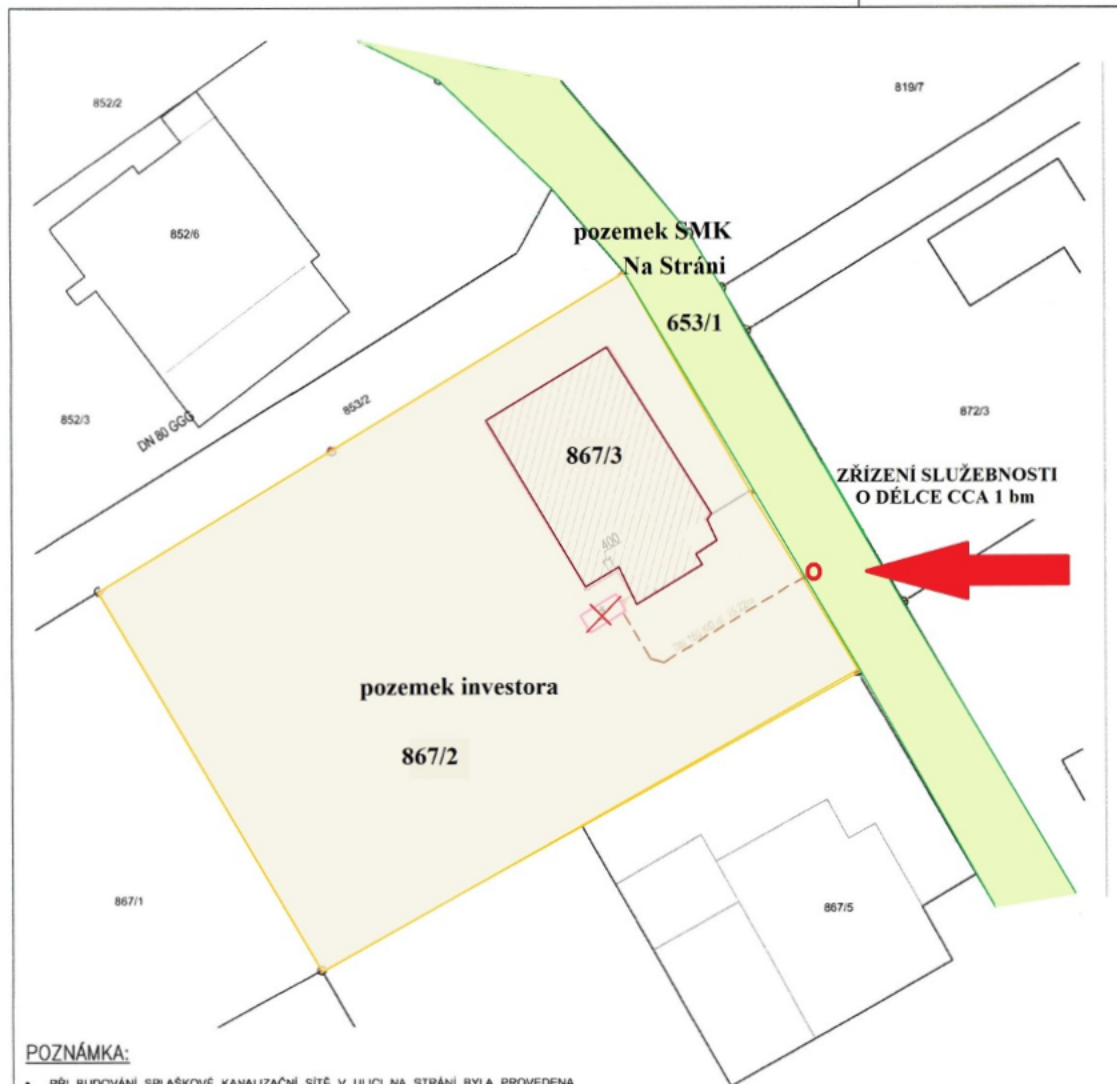 852/2
819/7
852/6
pozemek SMK
Na Stráni
653/1
852/3
DN 80 GGG
853/2
872/3
867/3
ZŘÍZENÍ SLUŽEBNOSTI
O DÉLCE CCA 1 bm
400
pozemek investora
867/2
867/1
867/5
POZNÁMKA:
• PŘI BUDOVÁNÍ SPLAŠKOVÉ KANALIZAČNÍ SÍTĚ V ULICI NA STRÁNÍ BYLA PROVEDENA